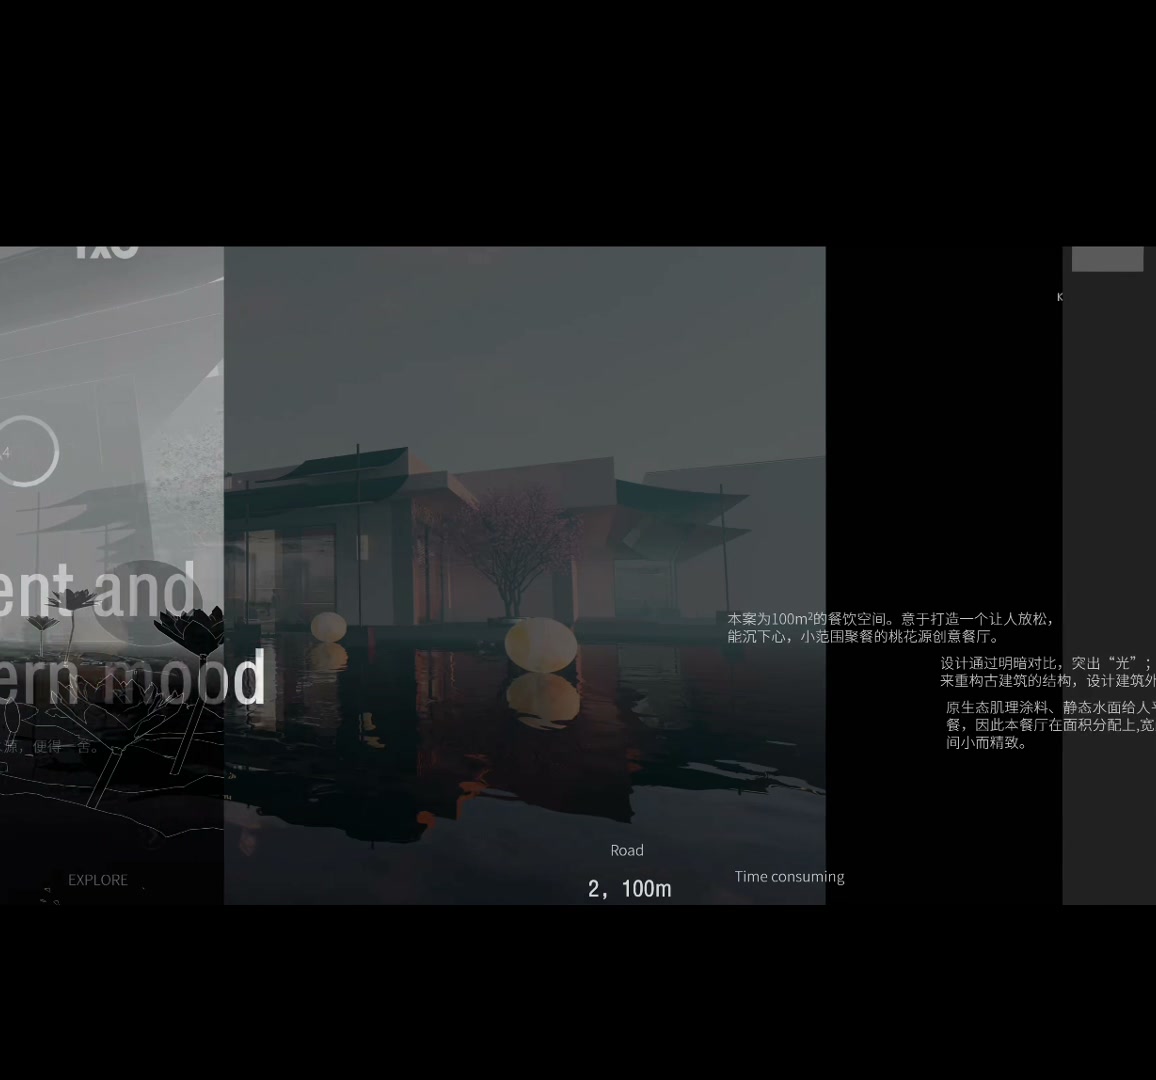 ent and
ern mood
源，便得一舍。
EXPLORE
本案为100m²的餐饮空间。意于打造一个让人放松，
能沉下心，小范围聚餐的桃花源创意餐厅。
设计通过明暗对比，突出“光”；
来重构古建筑的结构，设计建筑外
原生态肌理涂料、静态水面给人
餐，因此本餐厅在面积分配上,宽
间小而精致。
Road
2, 100m
Time consuming
K